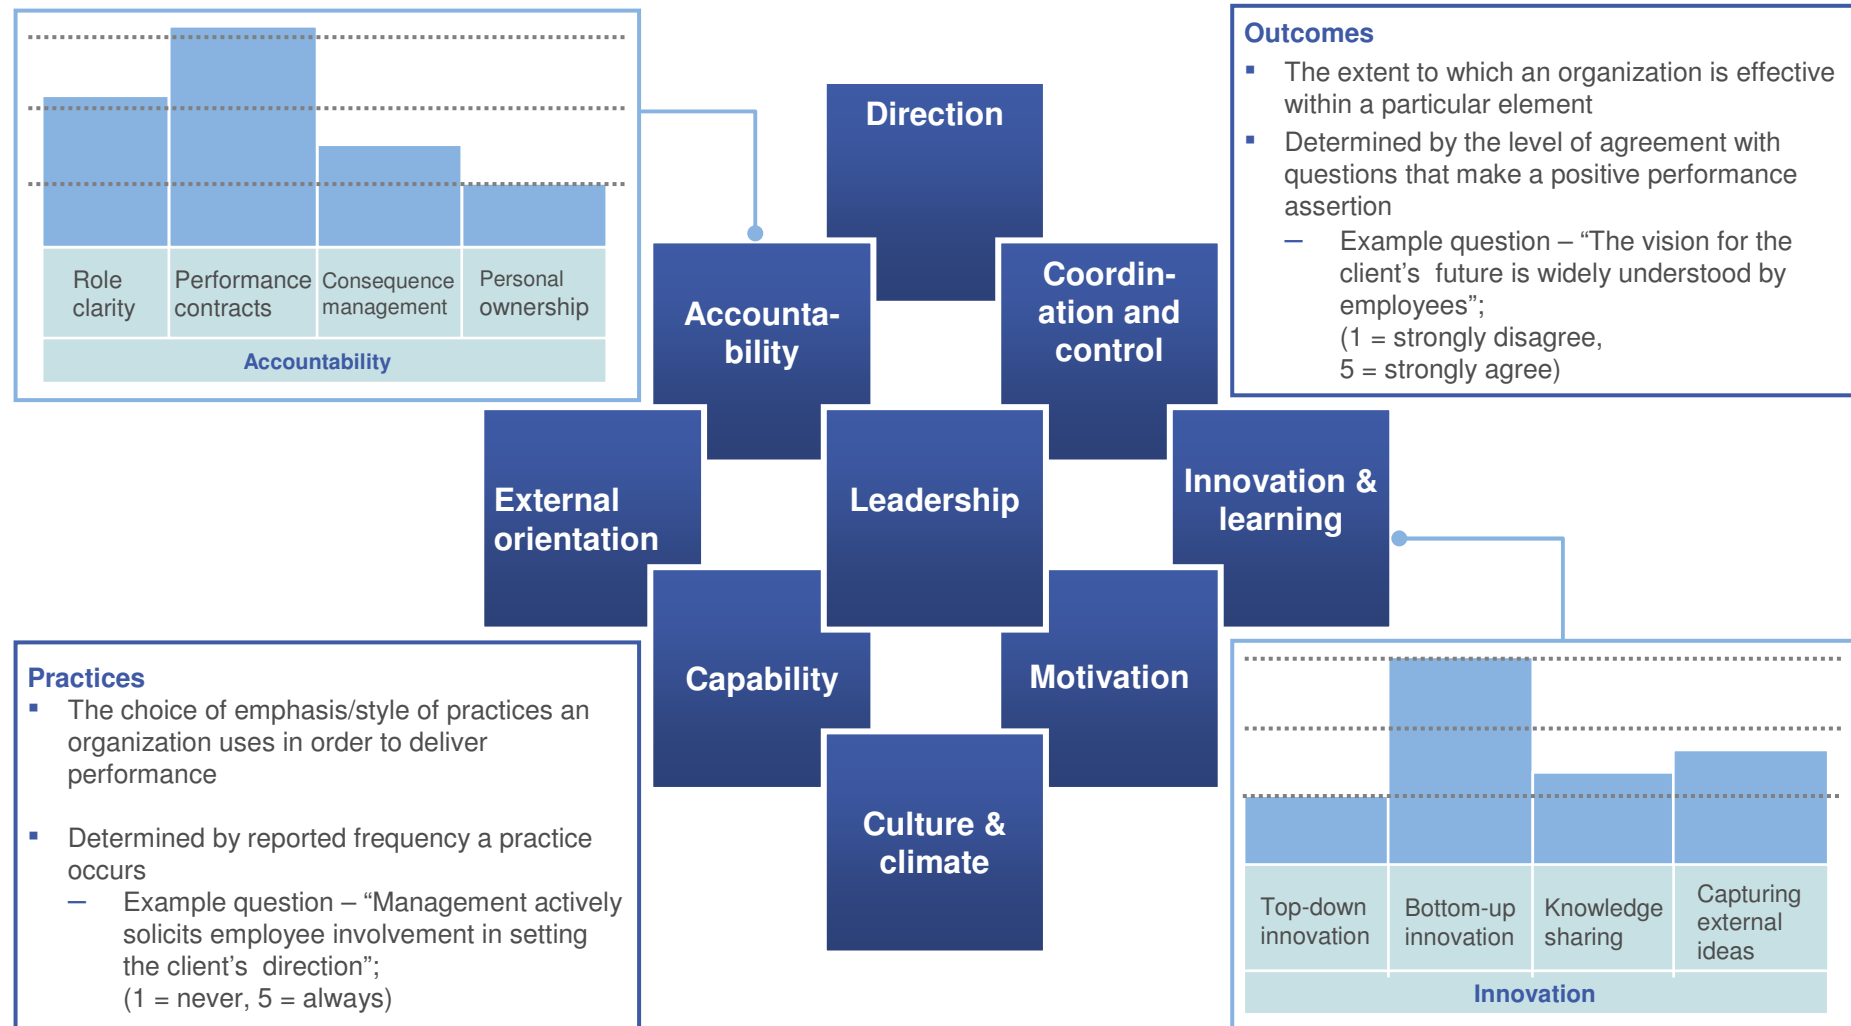 Role
clarity
Performance
contracts
Consequence
management
Personal
ownership
Accountability
Direction
Accounta-
bility
Coordin-
ation and
control
External
orientation
Leadership
Innovation &
learning
Capability
Motivation
Culture &
climate
Outcomes
▪ The extent to which an organization is effective
within a particular element
▪ Determined by the level of agreement with
questions that make a positive performance
assertion
– Example question – “The vision for the
client’s  future is widely understood by
employees”;
(1 = strongly disagree,
5 = strongly agree)
Practices
▪ The choice of emphasis/style of practices an
organization uses in order to deliver
performance
▪ Determined by reported frequency a practice
occurs
– Example question – “Management actively
solicits employee involvement in setting
the client’s  direction”;
(1 = never, 5 = always)
Top-down
innovation
Bottom-up
innovation
Knowledge
sharing
Capturing
external
ideas
Innovation